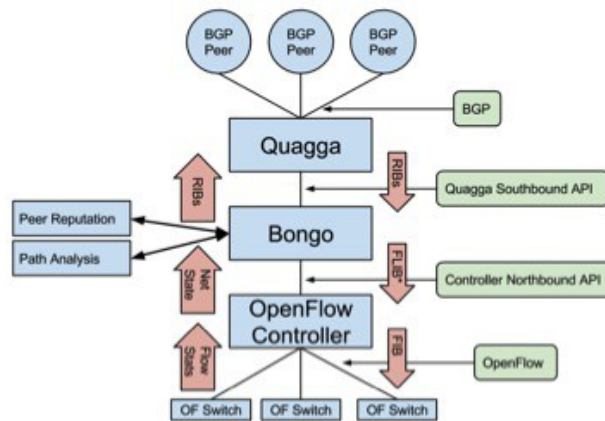 BGP
Peer
BGP
Peer
BGP
Peer
BGP
Quagga
RIBs
RIBs
Quagga Southbound API
Peer Reputation
Path Analysis
Bongo
Net
State
FLIB*
Controller Northbound API
OpenFlow
Controller
Flow
Stats
FIB
OpenFlow
OF Switch
OF Switch
OF Switch